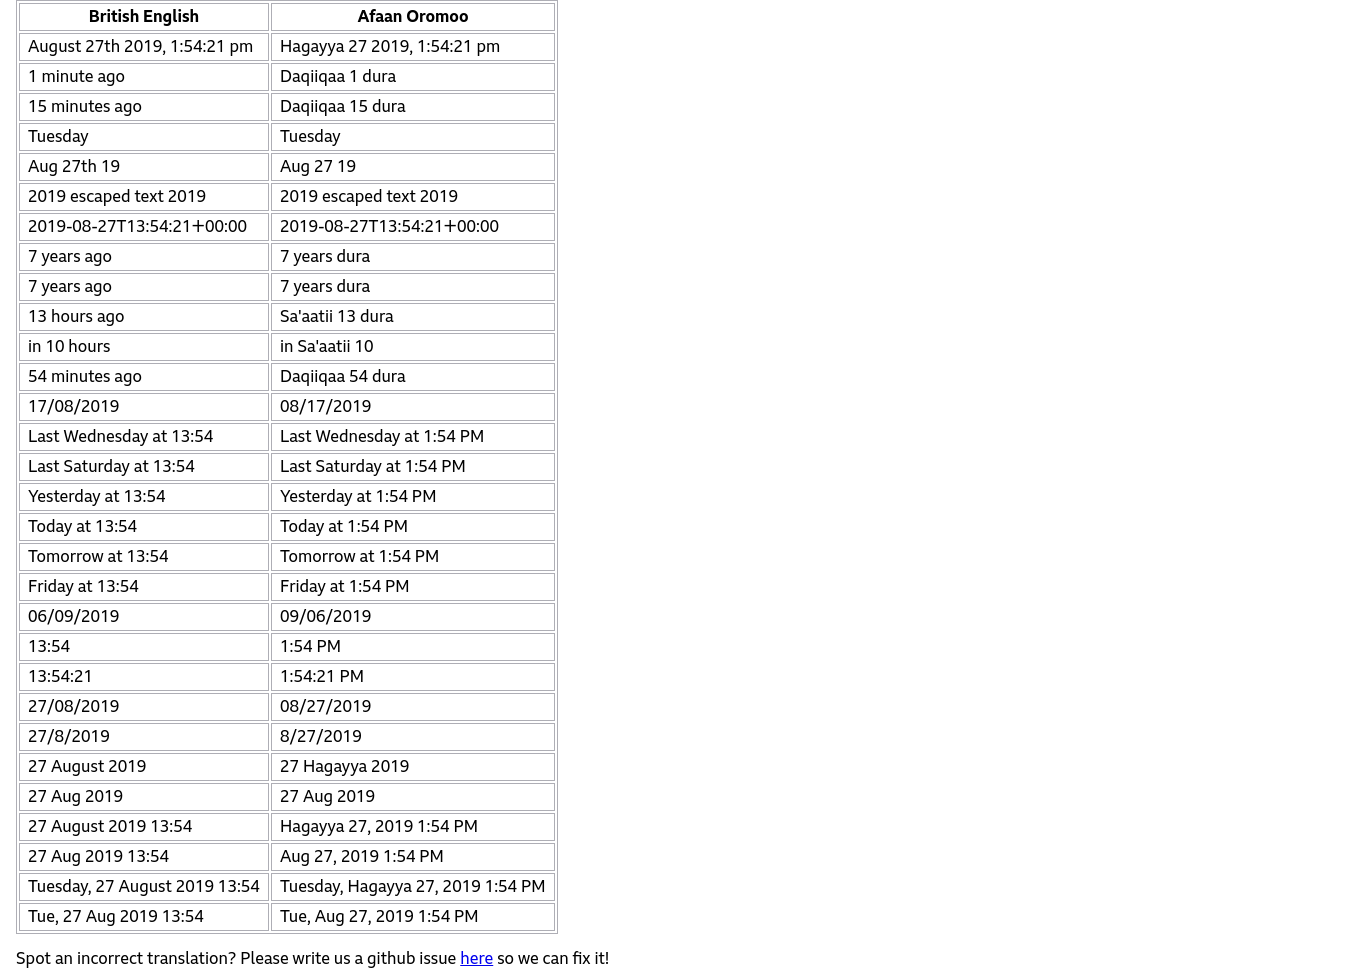 British English Afaan Oromoo
August 27th 2019, 1:54:21 pm Hagayya 27 2019, 1:54:21 pm
1 minute ago Daqiiqaa 1 dura
15 minutes ago Daqiiqaa 15 dura
Tuesday Tuesday
Aug 27th 19 Aug 27 19
2019 escaped text 2019 2019 escaped text 2019
2019-08-27T13:54:21+00:00 2019-08-27T13:54:21+00:00
7 years ago 7 years dura
7 years ago 7 years dura
13 hours ago Sa'aatii 13 dura
in 10 hours in Sa'aatii 10
54 minutes ago Daqiiqaa 54 dura
17/08/2019 08/17/2019
Last Wednesday at 13:54 Last Wednesday at 1:54 PM
Last Saturday at 13:54 Last Saturday at 1:54 PM
Yesterday at 13:54 Yesterday at 1:54 PM
Today at 13:54 Today at 1:54 PM
Tomorrow at 13:54 Tomorrow at 1:54 PM
Friday at 13:54 Friday at 1:54 PM
06/09/2019 09/06/2019
13:54 1:54 PM
13:54:21 1:54:21 PM
27/08/2019 08/27/2019
27/8/2019 8/27/2019
27 August 2019 27 Hagayya 2019
27 Aug 2019 27 Aug 2019
27 August 2019 13:54 Hagayya 27, 2019 1:54 PM
27 Aug 2019 13:54 Aug 27, 2019 1:54 PM
Tuesday, 27 August 2019 13:54 Tuesday, Hagayya 27, 2019 1:54 PM
Tue, 27 Aug 2019 13:54 Tue, Aug 27, 2019 1:54 PM
Spot an incorrect translation? Please write us a github issue here so we can fix it!